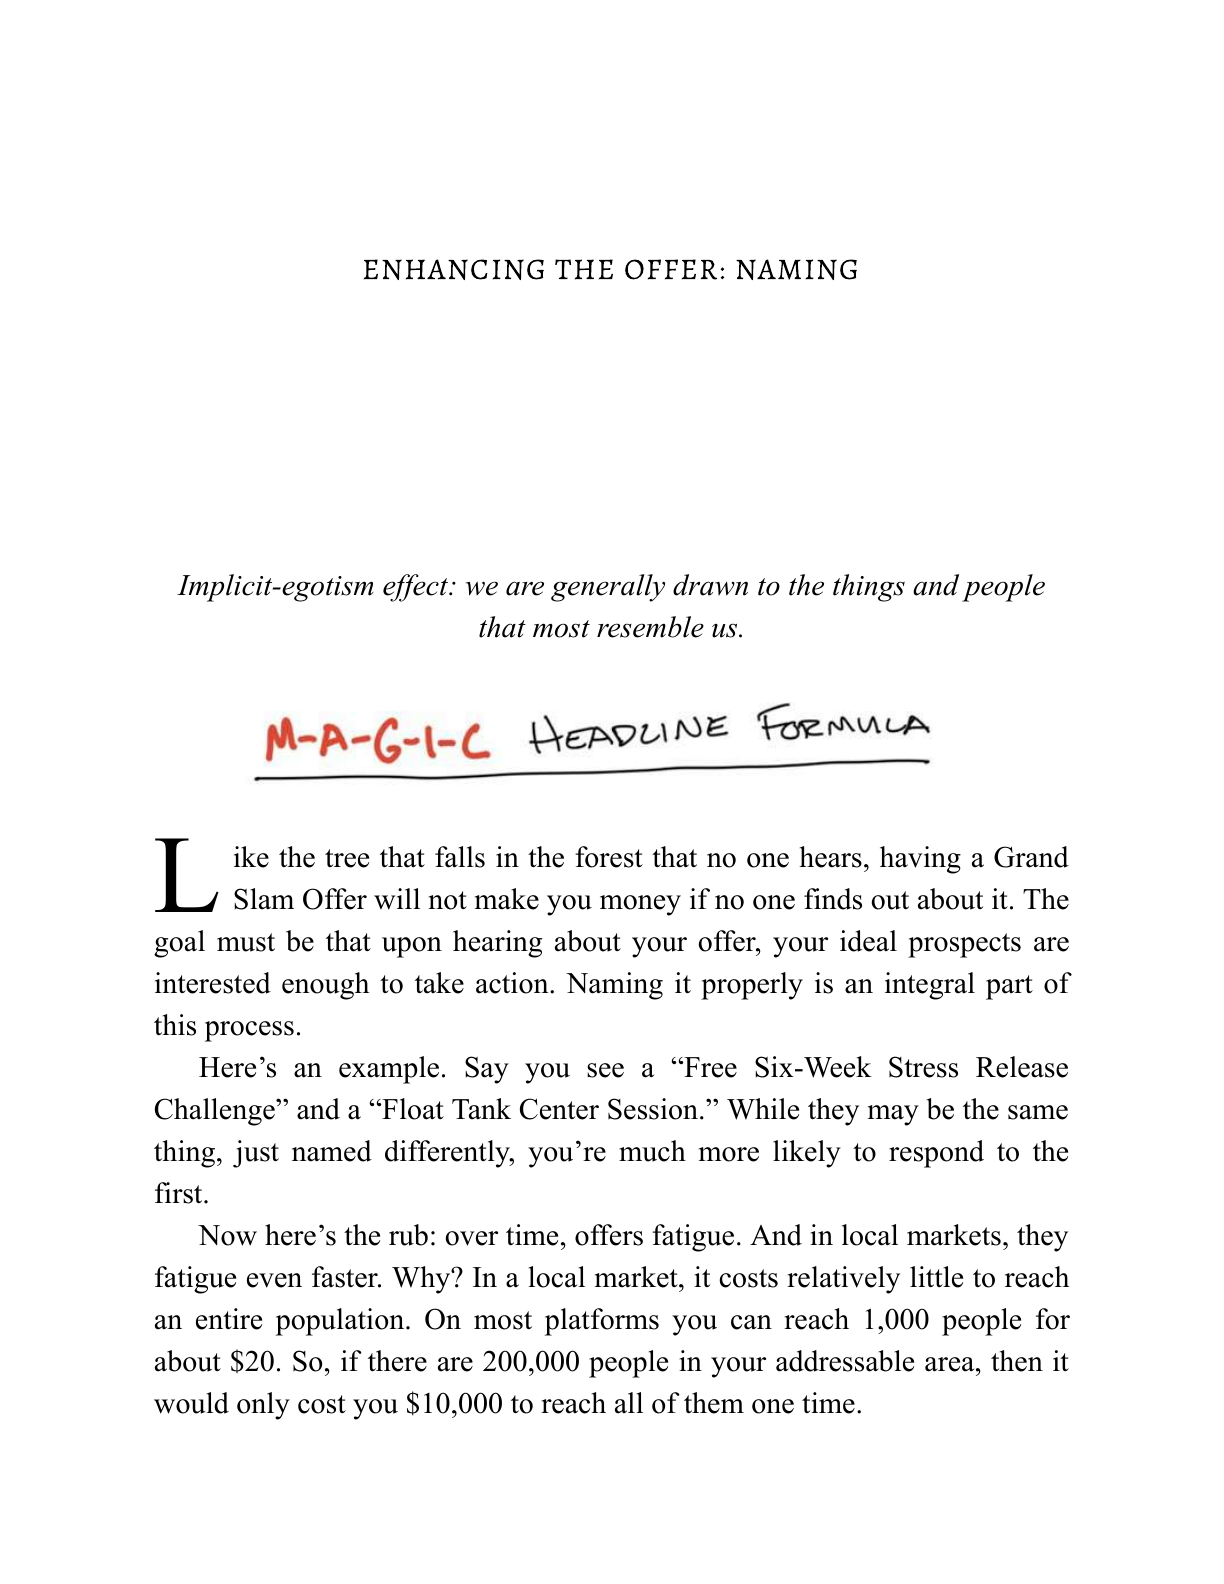 ENHANCING THE OFFER: NAMING
Implicit-egotism effect: we are generally drawn to the things and people
that most resemble us.
M-A-G-I-C HEADLINE FORMULA
Like the tree that falls in the forest that no one hears, having a Grand
Slam Offer will not make you money if no one finds out about it. The
goal must be that upon hearing about your offer, your ideal prospects are
interested enough to take action. Naming it properly is an integral part of
this process.
Here’s an example. Say you see a “Free Six-Week Stress Release
Challenge” and a “Float Tank Center Session.” While they may be the same
thing, just named differently, you’re much more likely to respond to the
first.
Now here’s the rub: over time, offers fatigue. And in local markets, they
fatigue even faster. Why? In a local market, it costs relatively little to reach
an entire population. On most platforms you can reach 1,000 people for
about $20. So, if there are 200,000 people in your addressable area, then it
would only cost you $10,000 to reach all of them one time.